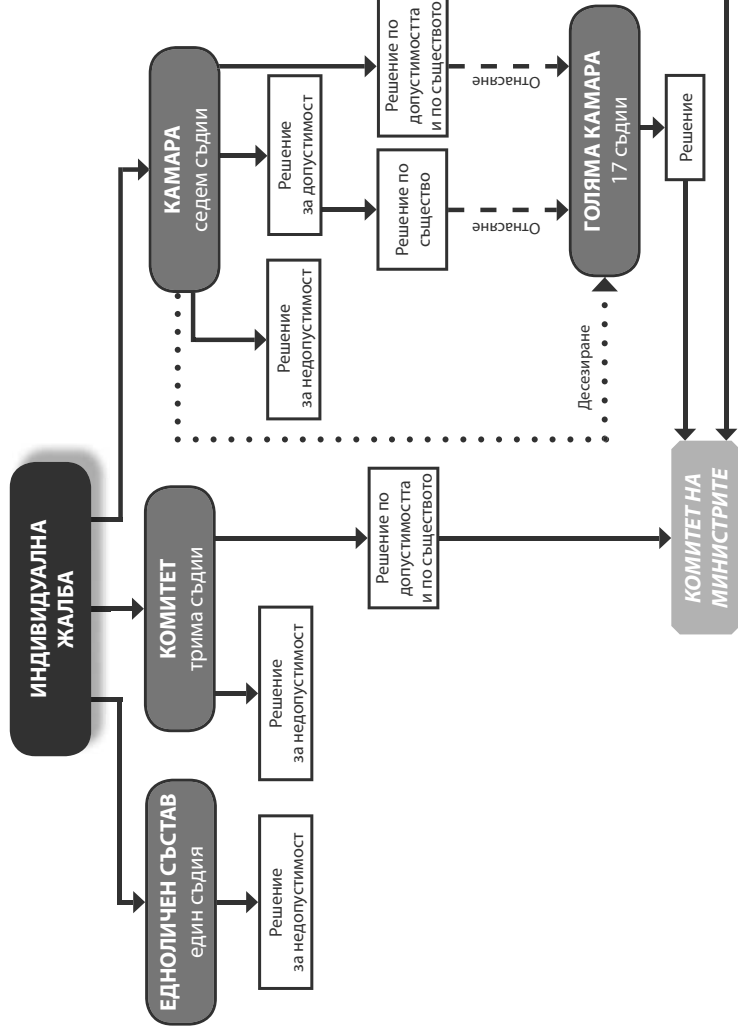 ИНДИВИДУАЛНА
ЖАЛБА
ЕДНОЛИЧЕН СЪСТАВ
един съдия
КОМИТЕТ
трима съдии
КАМАРА
седем съдии
Решение
за недопустимост
Решение
за недопустимост
Решение
за недопустимост
Решение
за допустимост
Решение по
допустимостта
и по съществото
Решение по
същество
Решение по
допустимостта
и по съществото
Отнасяне
Отнасяне
Десезиране
ГОЛЯМА КАМАРА
17 съдии
Решение
КОМИТЕТ НА
МИНИСТРИТЕ